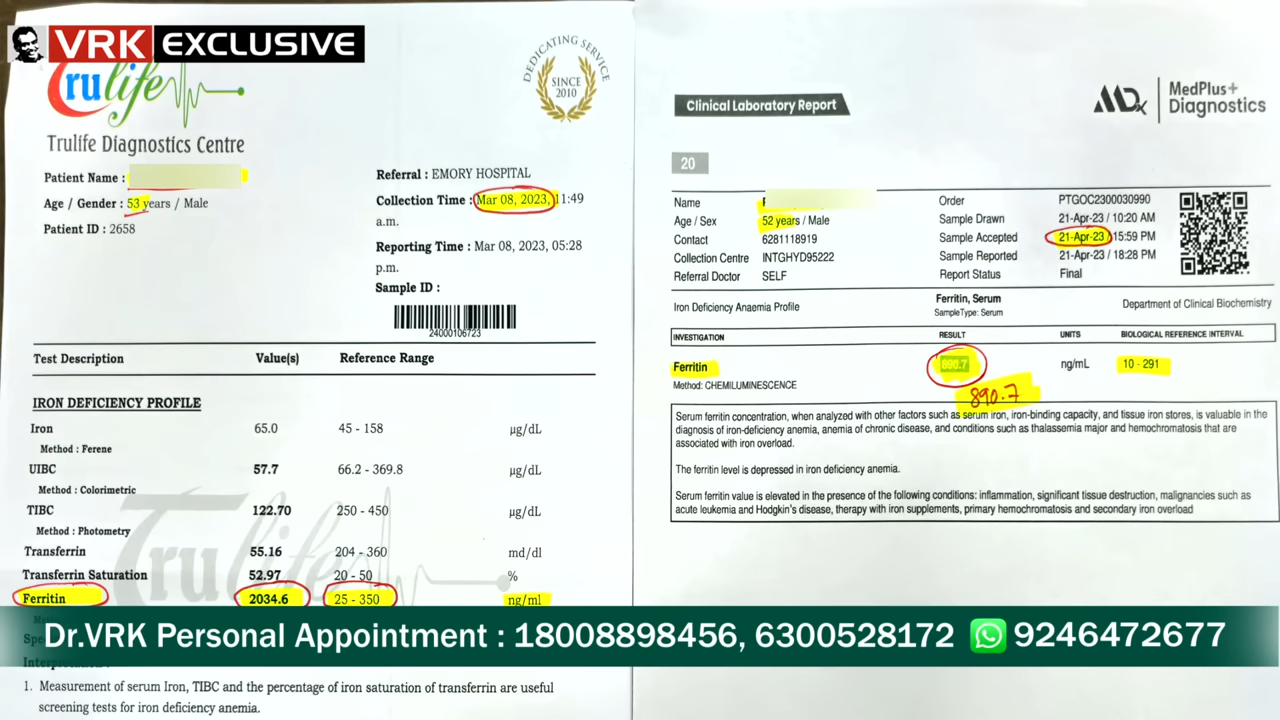 VRK EXCLUSIVE
Trulife
DEDICATING SERVICE
SINCE
2010
Trulife Diagnostics Centre
Patient Name :
Age / Gender : 53 years / Male
Patient ID : 2658
Referral : EMORY HOSPITAL
Collection Time : Mar 08, 2023, 11:49
a.m.
Reporting Time : Mar 08, 2023, 05:28
p.m.
Sample ID :
24000106723
Test Description Value(s) Reference Range
IRON DEFICIENCY PROFILE
Iron 65.0 45 - 158 µg/dL
Method : Ferene
UIBC 57.7 66.2 - 369.8 µg/dL
Method : Colorimetric
TIBC 122.70 250 - 450 µg/dL
Method : Photometry
Transferrin 55.16 204 - 360 md/dl
Transferrin Saturation 52.97 20 - 50 %
Ferritin 2034.6 25 - 350 ng/ml
1. Measurement of serum Iron, TIBC and the percentage of iron saturation of transferrin are useful
screening tests for iron deficiency anemia.
Clinical Laboratory Report
MDx MedPlus+
Diagnostics
20
Name
Age / Sex 52 years / Male
Contact 6281118919
Collection Centre INTGHYD95222
Referral Doctor SELF
Order PTGOC2300030990
Sample Drawn 21-Apr-23 / 10:20 AM
Sample Accepted 21-Apr-23 / 15:59 PM
Sample Reported 21-Apr-23 / 18:28 PM
Report Status Final
Iron Deficiency Anaemia Profile
Ferritin, Serum
SampleType: Serum
Department of Clinical Biochemistry
INVESTIGATION RESULT UNITS BIOLOGICAL REFERENCE INTERVAL
Ferritin 890.7 ng/mL 10 - 291
Method: CHEMILUMINESCENCE
890.7
Serum ferritin concentration, when analyzed with other factors such as serum iron, iron-binding capacity, and tissue iron stores, is valuable in the
diagnosis of iron-deficiency anemia, anemia of chronic disease, and conditions such as thalassemia major and hemochromatosis that are
associated with iron overload.
The ferritin level is depressed in iron deficiency anemia.
Serum ferritin value is elevated in the presence of the following conditions: inflammation, significant tissue destruction, malignancies such as
acute leukemia and Hodgkin's disease, therapy with iron supplements, primary hemochromatosis and secondary iron overload
Dr.VRK Personal Appointment : 18008898456, 6300528172 9246472677